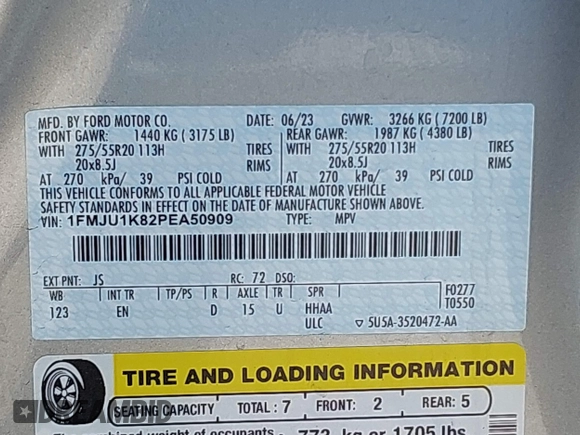 MFD. BY FORD MOTOR CO. DATE: 06/23 GVWR: 3266 KG ( 7200 LB)
FRONT GAWR: 1440 KG ( 3175 LB) REAR GAWR: 1987 KG ( 4380 LB)
WITH 275/55R20 113H TIRES WITH 275/55R20 113H TIRES
20x8.5J RIMS 20x8.5J RIMS
AT 270 kPa/ 39 PSI COLD AT 270 kPa/ 39 PSI COLD
THIS VEHICLE CONFORMS TO ALL APPLICABLE FEDERAL MOTOR VEHICLE
SAFETY STANDARDS IN EFFECT ON THE DATE OF MANUFACTURE SHOWN ABOVE.
VIN: 1FMJU1K82PEA50909 TYPE: MPV
EXT PNT: JS RC: 72 DSO: F0277
WB INT TR TP/PS R AXLE TR SPR T0550
123 EN D 15 U HHAA
ULC 5U5A-3520472-AA
TIRE AND LOADING INFORMATION
SEATING CAPACITY TOTAL : 7 FRONT: 2 REAR: 5
773 kg or 1705 lbs